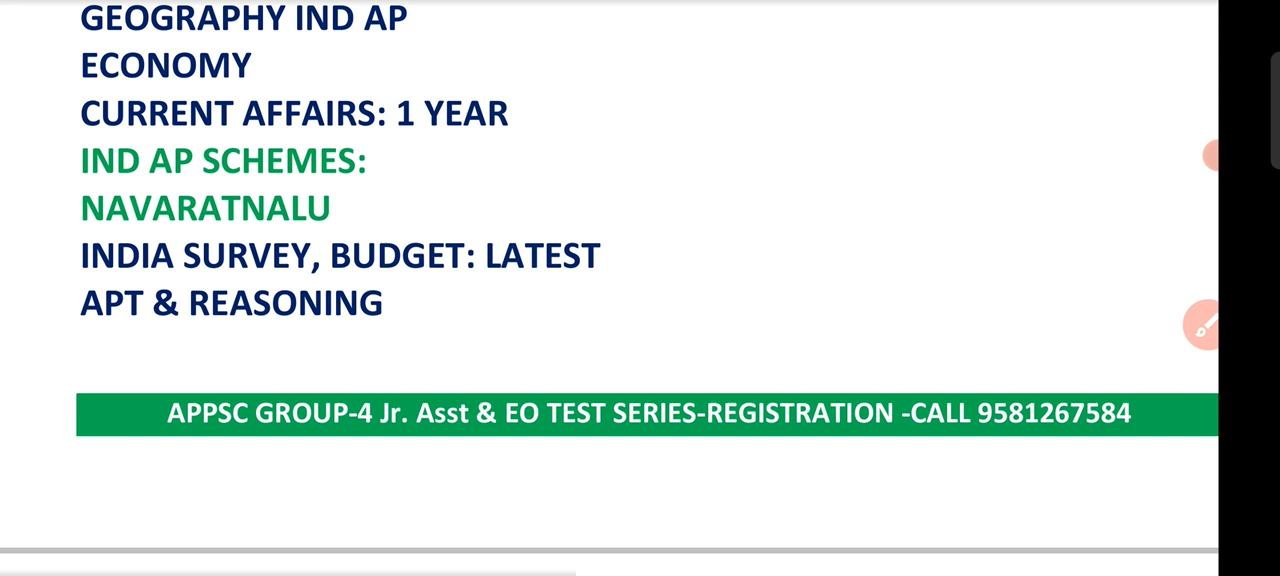 GEOGRAPHY IND AP
ECONOMY
CURRENT AFFAIRS: 1 YEAR
IND AP SCHEMES:
NAVARATNALU
INDIA SURVEY, BUDGET: LATEST
APT & REASONING
APPSC GROUP-4 Jr. Asst & EO TEST SERIES-REGISTRATION -CALL 9581267584